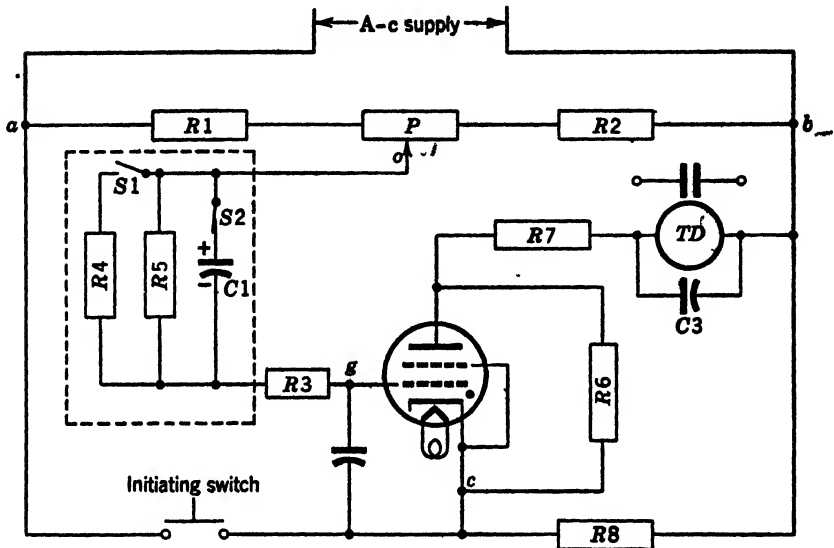 A-c supply
a
R1
P
R2
b
o
S1
S2
R4
R5
+
-
C1
R7
TD
C3
R6
R3
g
c
Initiating switch
R8